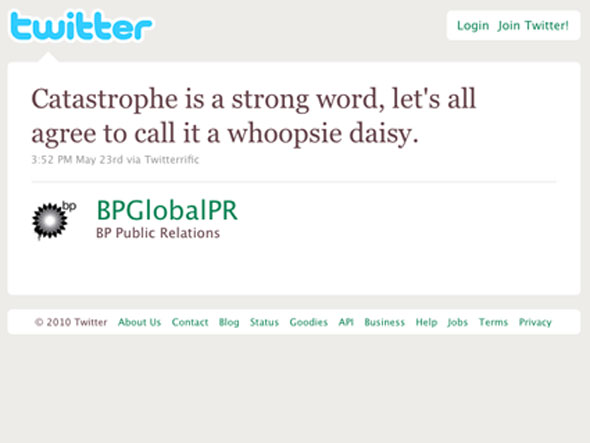 twitter
Login Join Twitter!
Catastrophe is a strong word, let's all
agree to call it a whoopsie daisy.
3:52 PM May 23rd via Twitterrific
bp
BPGlobalPR
BP Public Relations
© 2010 Twitter About Us Contact Blog Status Goodies API Business Help Jobs Terms Privacy